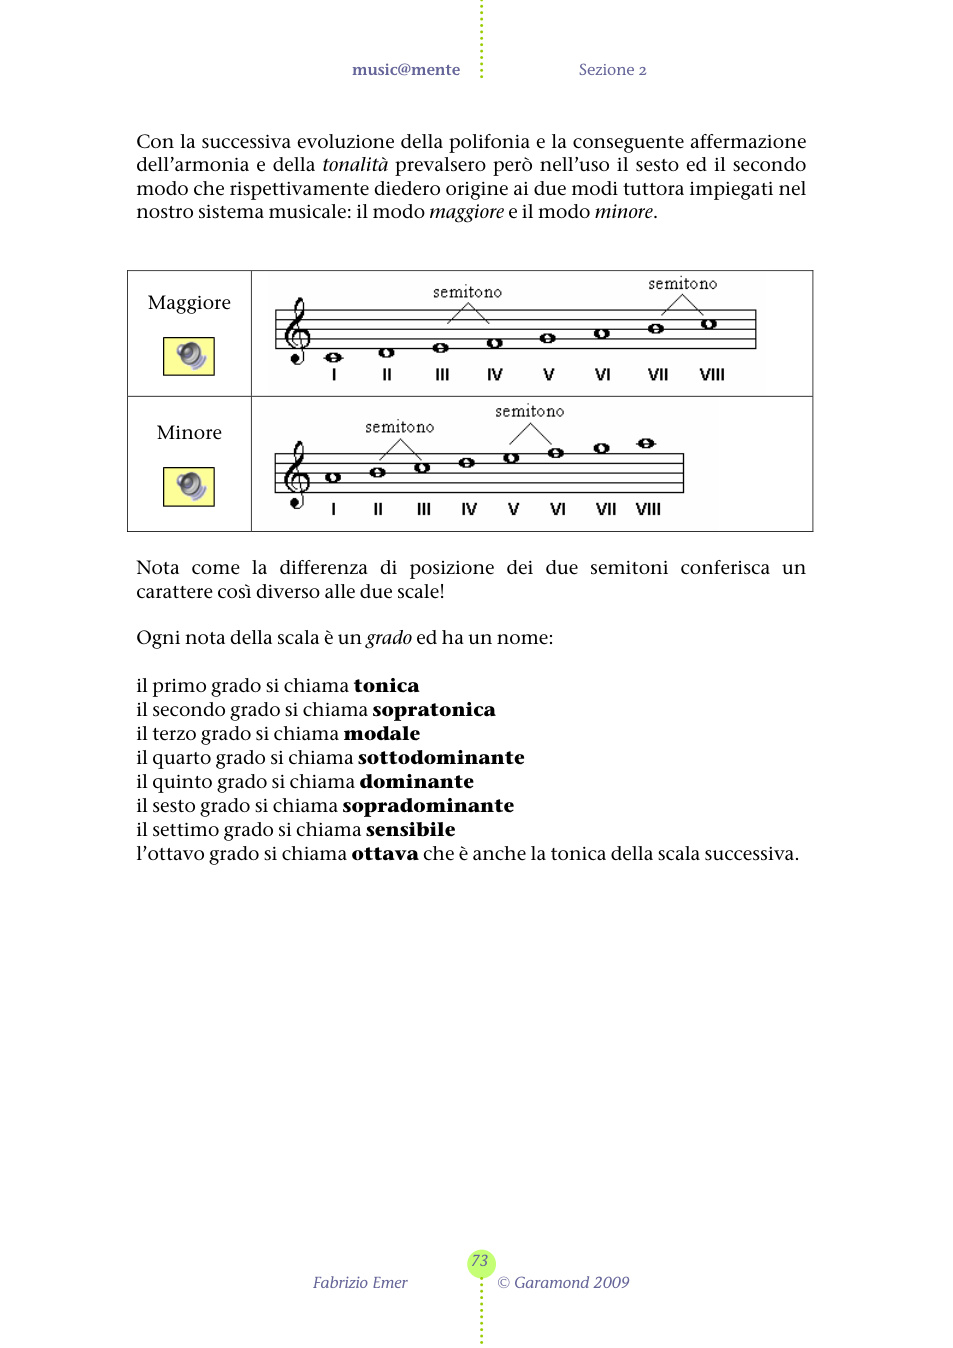 music@mente Sezione 2
Con la successiva evoluzione della polifonia e la conseguente affermazione
dell’armonia e della tonalità prevalsero però nell’uso il sesto ed il secondo
modo che rispettivamente diedero origine ai due modi tuttora impiegati nel
nostro sistema musicale: il modo maggiore e il modo minore.
Maggiore
semitono semitono
I II III IV V VI VII VIII
Minore
semitono semitono
I II III IV V VI VII VIII
Nota come la differenza di posizione dei due semitoni conferisca un
carattere così diverso alle due scale!
Ogni nota della scala è un grado ed ha un nome:
il primo grado si chiama tonica
il secondo grado si chiama sopratonica
il terzo grado si chiama modale
il quarto grado si chiama sottodominante
il quinto grado si chiama dominante
il sesto grado si chiama sopradominante
il settimo grado si chiama sensibile
l’ottavo grado si chiama ottava che è anche la tonica della scala successiva.
73
Fabrizio Emer © Garamond 2009